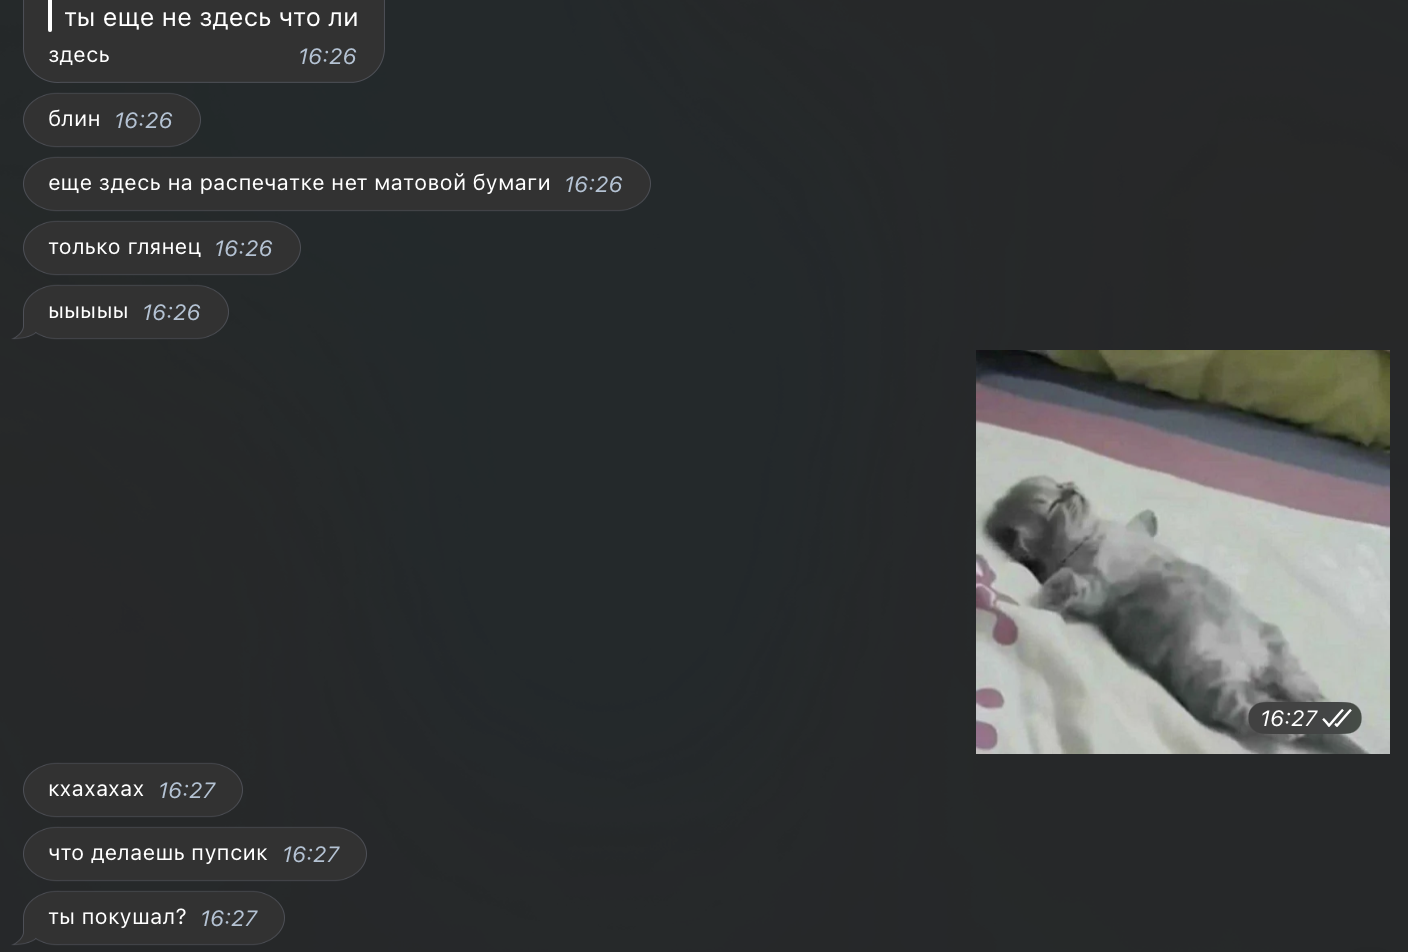 ты еще не здесь что ли
здесь 16:26
блин 16:26
еще здесь на распечатке нет матовой бумаги 16:26
только глянец 16:26
ыыыыы 16:26
16:27
кхахахах 16:27
что делаешь пупсик 16:27
ты покушал? 16:27